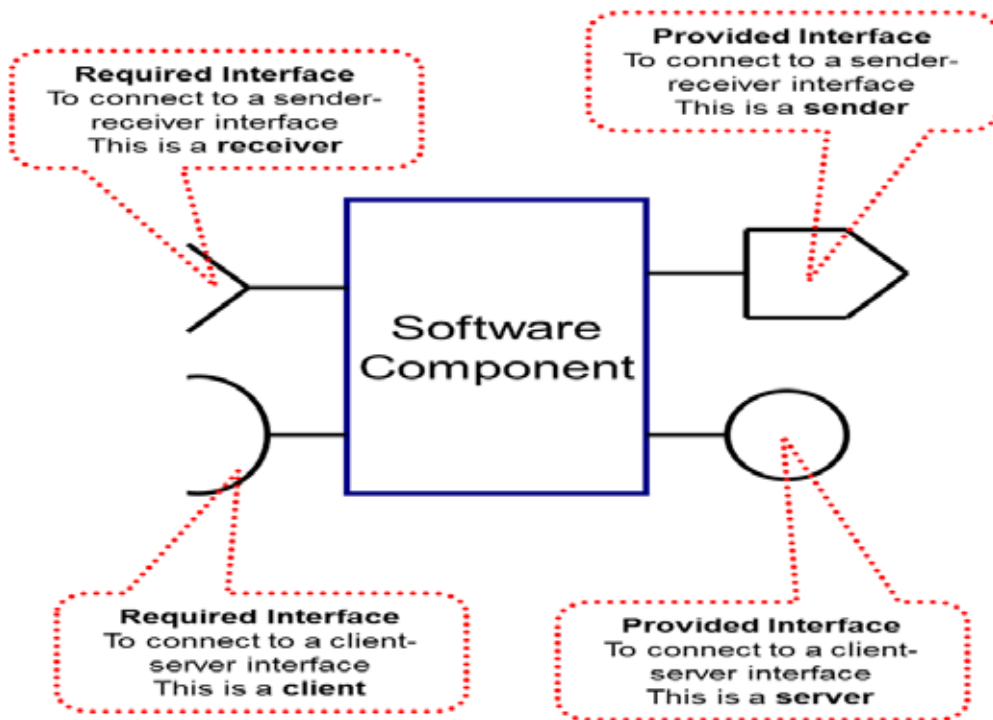 Required Interface
To connect to a sender-
receiver interface
This is a receiver
Provided Interface
To connect to a sender-
receiver interface
This is a sender
Software
Component
Required Interface
To connect to a client-
server interface
This is a client
Provided Interface
To connect to a client-
server interface
This is a server